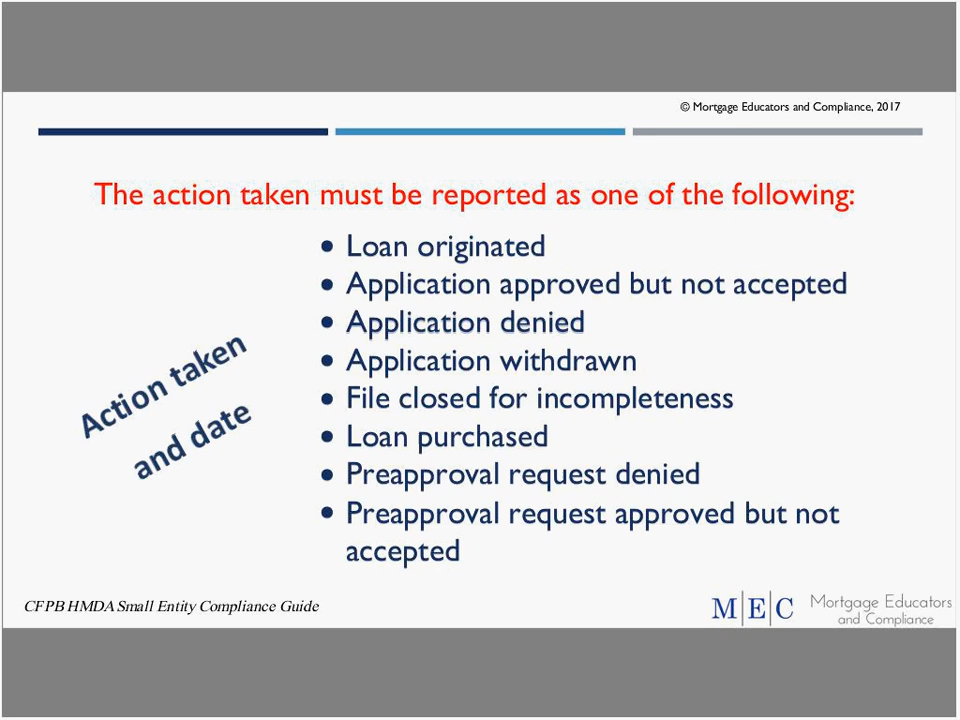 © Mortgage Educators and Compliance, 2017
The action taken must be reported as one of the following:
Action taken
and date
• Loan originated
• Application approved but not accepted
• Application denied
• Application withdrawn
• File closed for incompleteness
• Loan purchased
• Preapproval request denied
• Preapproval request approved but not
accepted
CFPB HMDA Small Entity Compliance Guide
M|E|C Mortgage Educators
and Compliance